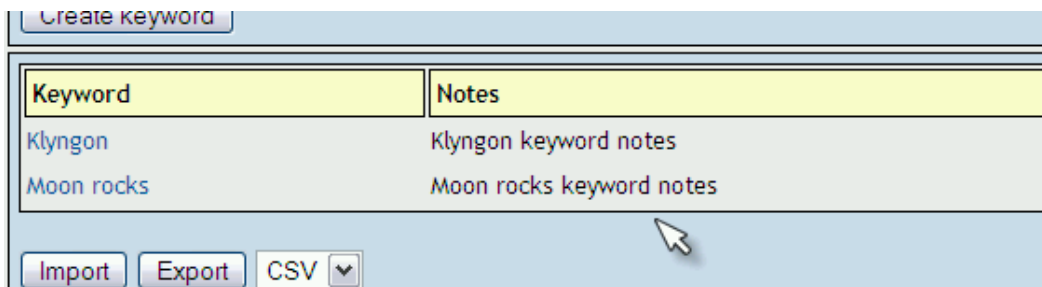 Create keyword
Keyword Notes
Klyngon Klyngon keyword notes
Moon rocks Moon rocks keyword notes
Import Export CSV